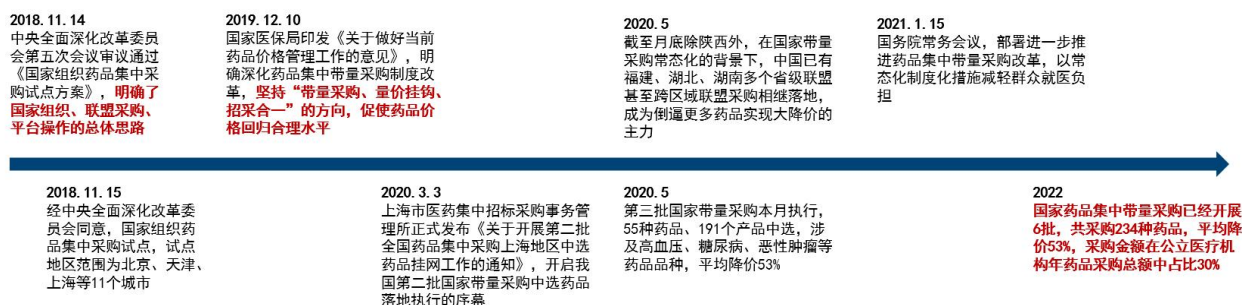 2018.11.14
中央全面深化改革委员
会第五次会议审议通过
《国家组织药品集中采
购试点方案》，明确了
国家组织、联盟采购、
平台操作的总体思路
2019.12.10
国家医保局印发《关于做好当前
药品价格管理工作的意见》，明
确深化药品集中带量采购制度改
革，坚持“带量采购、量价挂钩、
招采合一”的方向，促使药品价
格回归合理水平
2020.5
截至月底除陕西外，在国家带量
采购常态化的背景下，中国已有
福建、湖北、湖南多个省级联盟
甚至跨区域联盟采购相继落地，
成为倒逼更多药品实现大降价的
主力
2021.1.15
国务院常务会议，部署进一步推
进药品集中带量采购改革，以常
态化制度化措施减轻群众就医负
担
2018.11.15
经中央全面深化改革委
员会同意，国家组织药
品集中采购试点，试点
地区范围为北京、天津、
上海等11个城市
2020.3.3
上海市医药集中招标采购事务管
理所正式发布《关于开展第二批
全国药品集中采购上海地区中选
药品挂网工作的通知》，开启我
国第二批国家带量采购中选药品
落地执行的序幕
2020.5
第三批国家带量采购本月执行，
55种药品、191个产品中选，涉
及高血压、糖尿病、恶性肿瘤等
药品品种，平均降价53%
2022
国家药品集中带量采购已经开展
6批，共采购234种药品，平均降
价53%，采购金额在公立医疗机
构年药品采购总额中占比30%